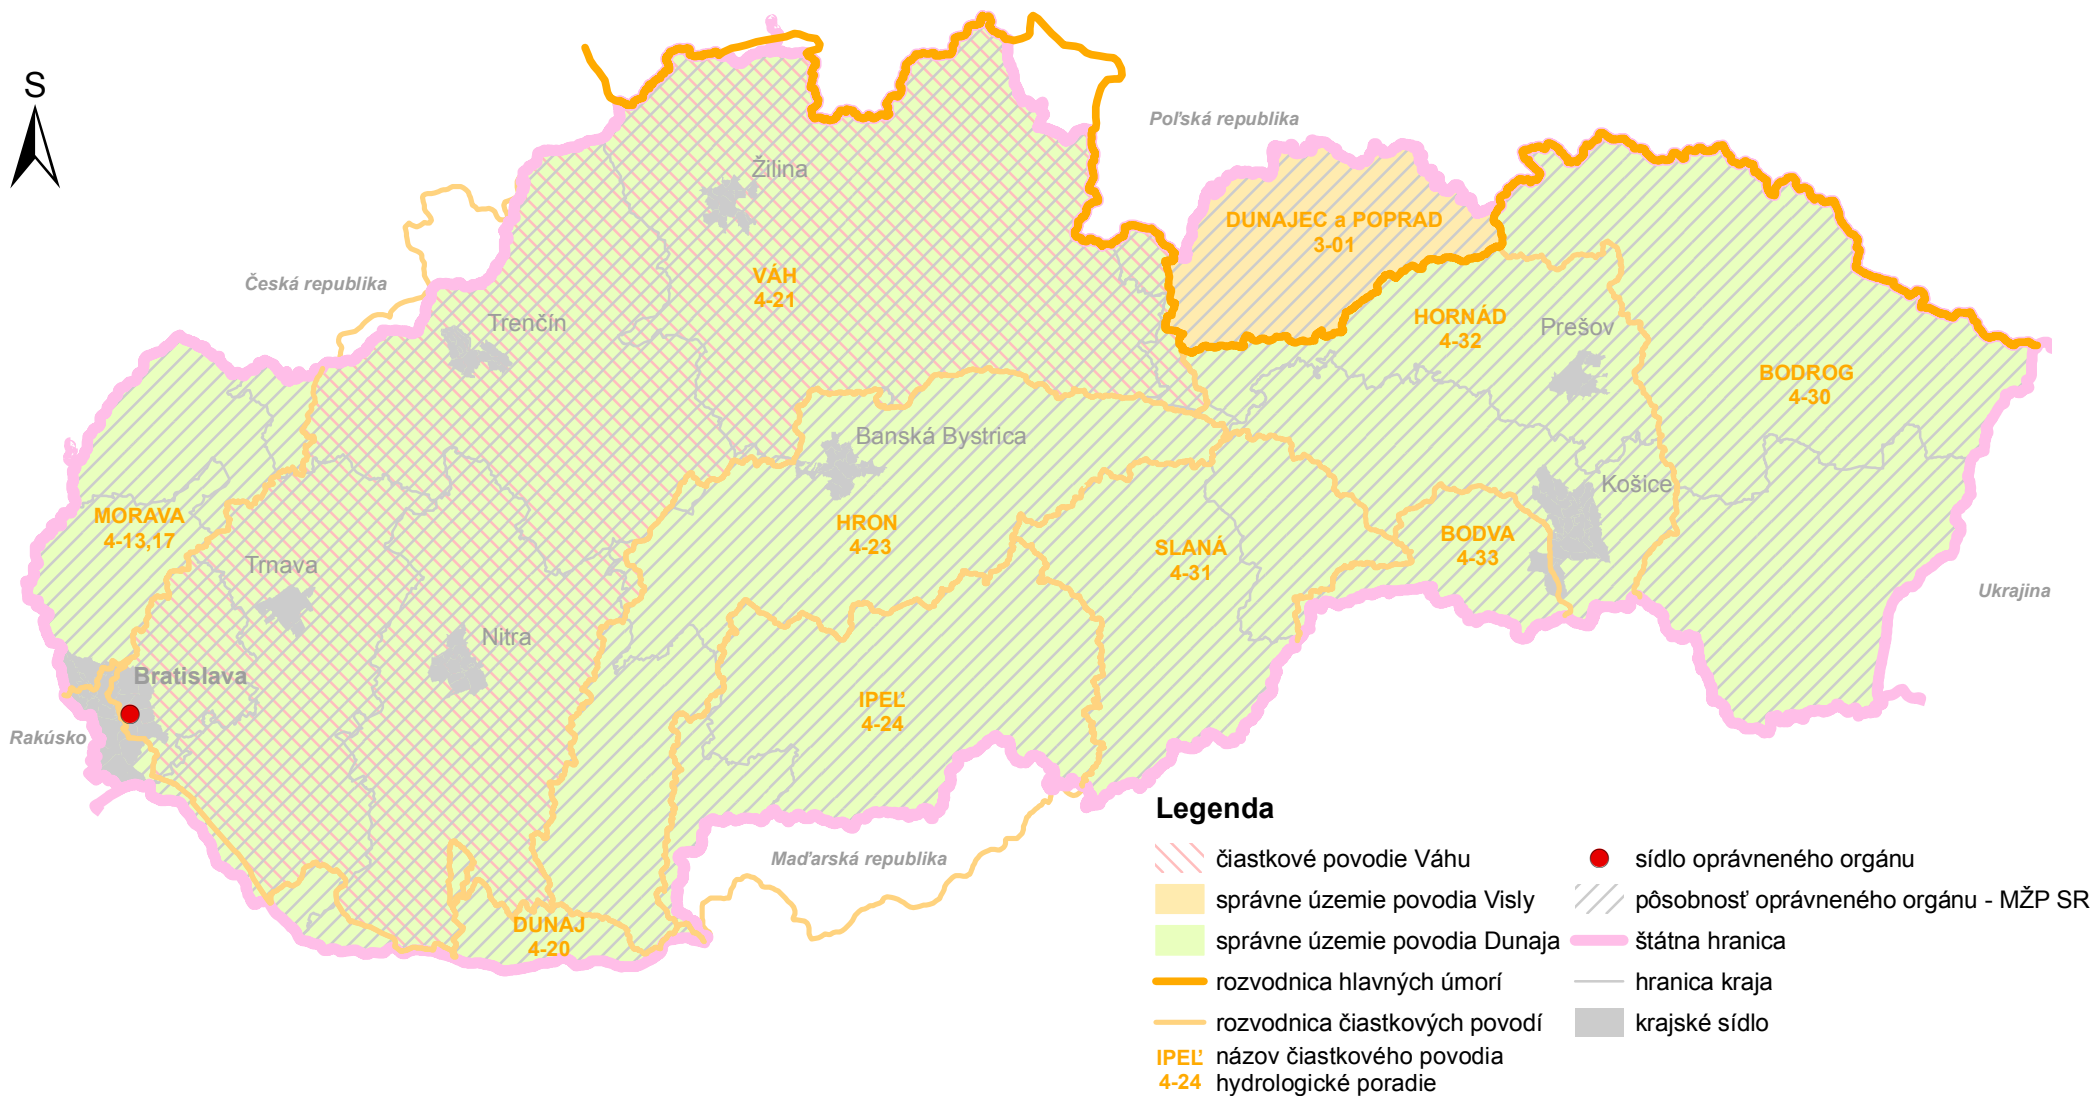 S
Poľská republika
Žilina
DUNAJEC a POPRAD
3-01
Česká republika
VÁH
4-21
Trenčín
HORNÁD
4-32
Prešov
BODROG
4-30
Banská Bystrica
Košice
MORAVA
4-13,17
HRON
4-23
SLANÁ
4-31
BODVA
4-33
Trnava
Ukrajina
Nitra
Bratislava
IPEĽ
4-24
Rakúsko
Maďarská republika
DUNAJ
4-20
Legenda
čiastkové povodie Váhu
správne územie povodia Visly
správne územie povodia Dunaja
rozvodnica hlavných úmorí
rozvodnica čiastkových povodí
IPEĽ názov čiastkového povodia
4-24 hydrologické poradie
sídlo oprávneného orgánu
pôsobnosť oprávneného orgánu - MŽP SR
štátna hranica
hranica kraja
krajské sídlo